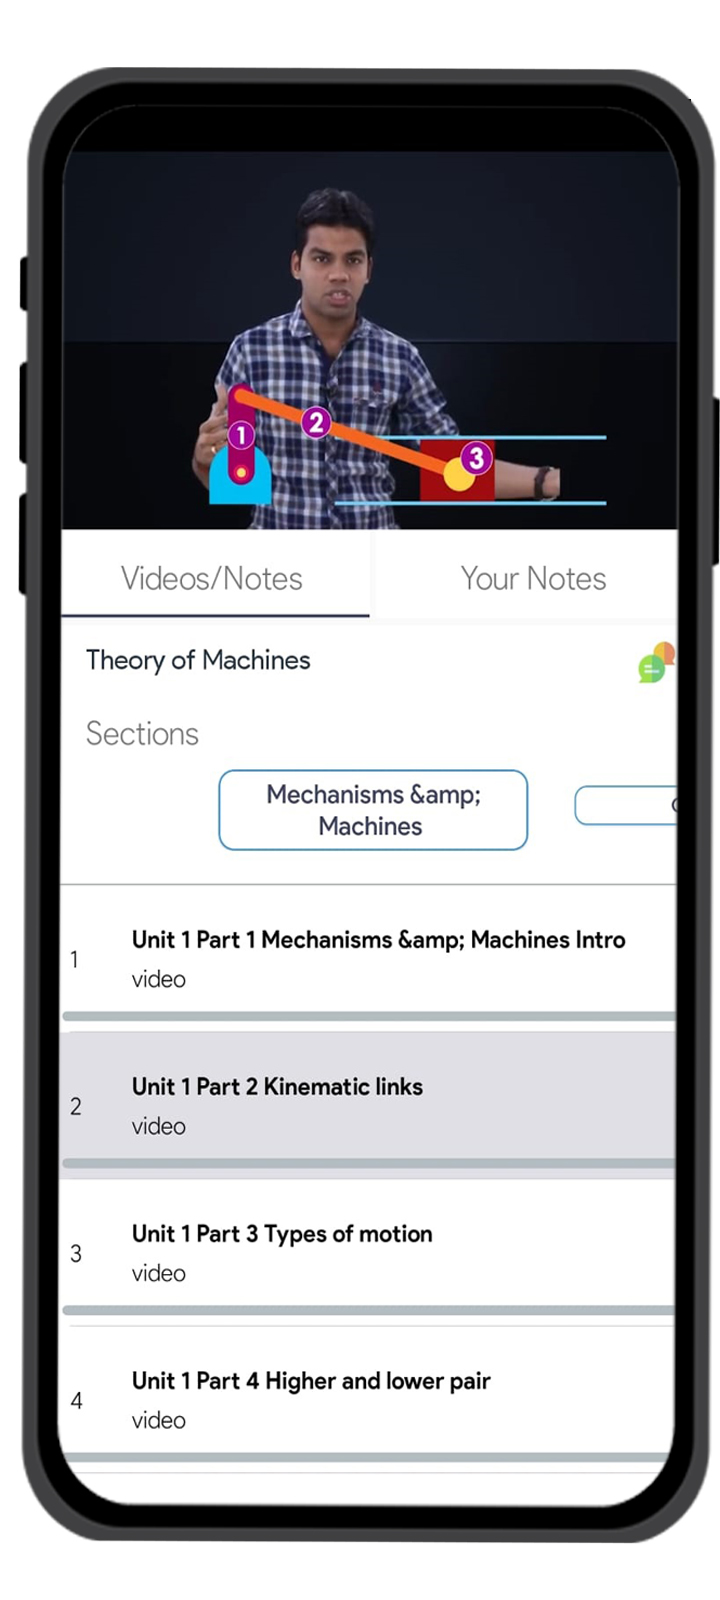 1
2
3
Videos/Notes
Your Notes
Theory of Machines
Sections
Mechanisms &amp;
Machines
1
Unit 1 Part 1 Mechanisms &amp; Machines Intro
video
2
Unit 1 Part 2 Kinematic links
video
3
Unit 1 Part 3 Types of motion
video
4
Unit 1 Part 4 Higher and lower pair
video